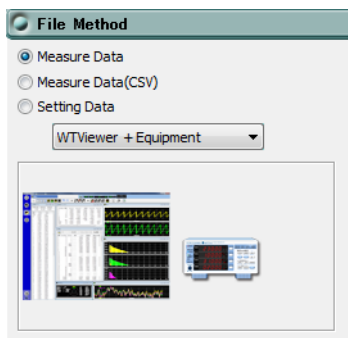 File Method
Measure Data
Measure Data(CSV)
Setting Data
WTViewer + Equipment